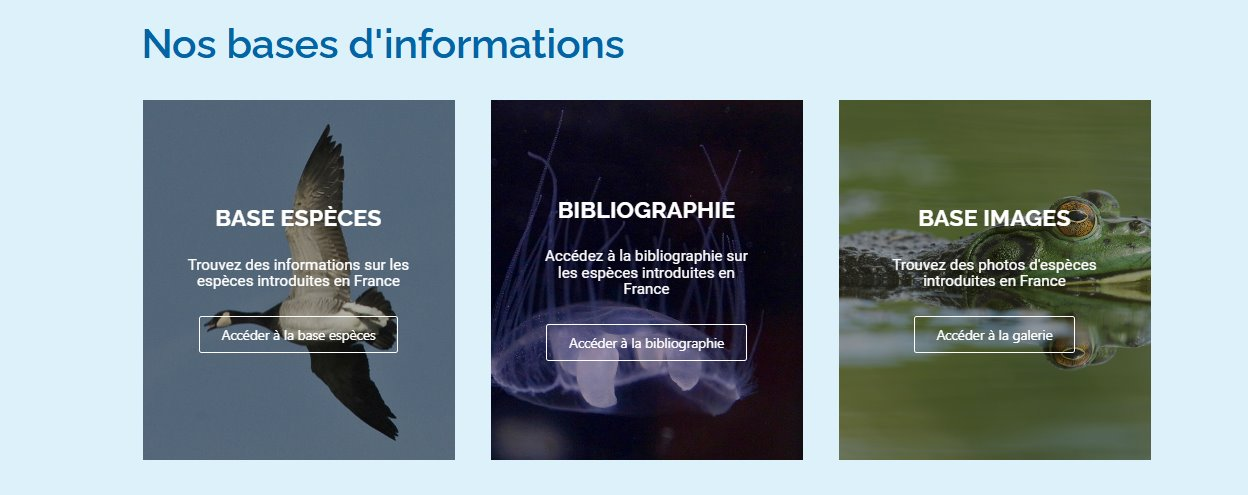 Nos bases d'informations
BASE ESPÈCES
Trouvez des informations sur les
espèces introduites en France
Accéder à la base espèces
BIBLIOGRAPHIE
Accédez à la bibliographie sur
les espèces introduites en
France
Accéder à la bibliographie
BASE IMAGES
Trouvez des photos d'espèces
introduites en France
Accéder à la galerie